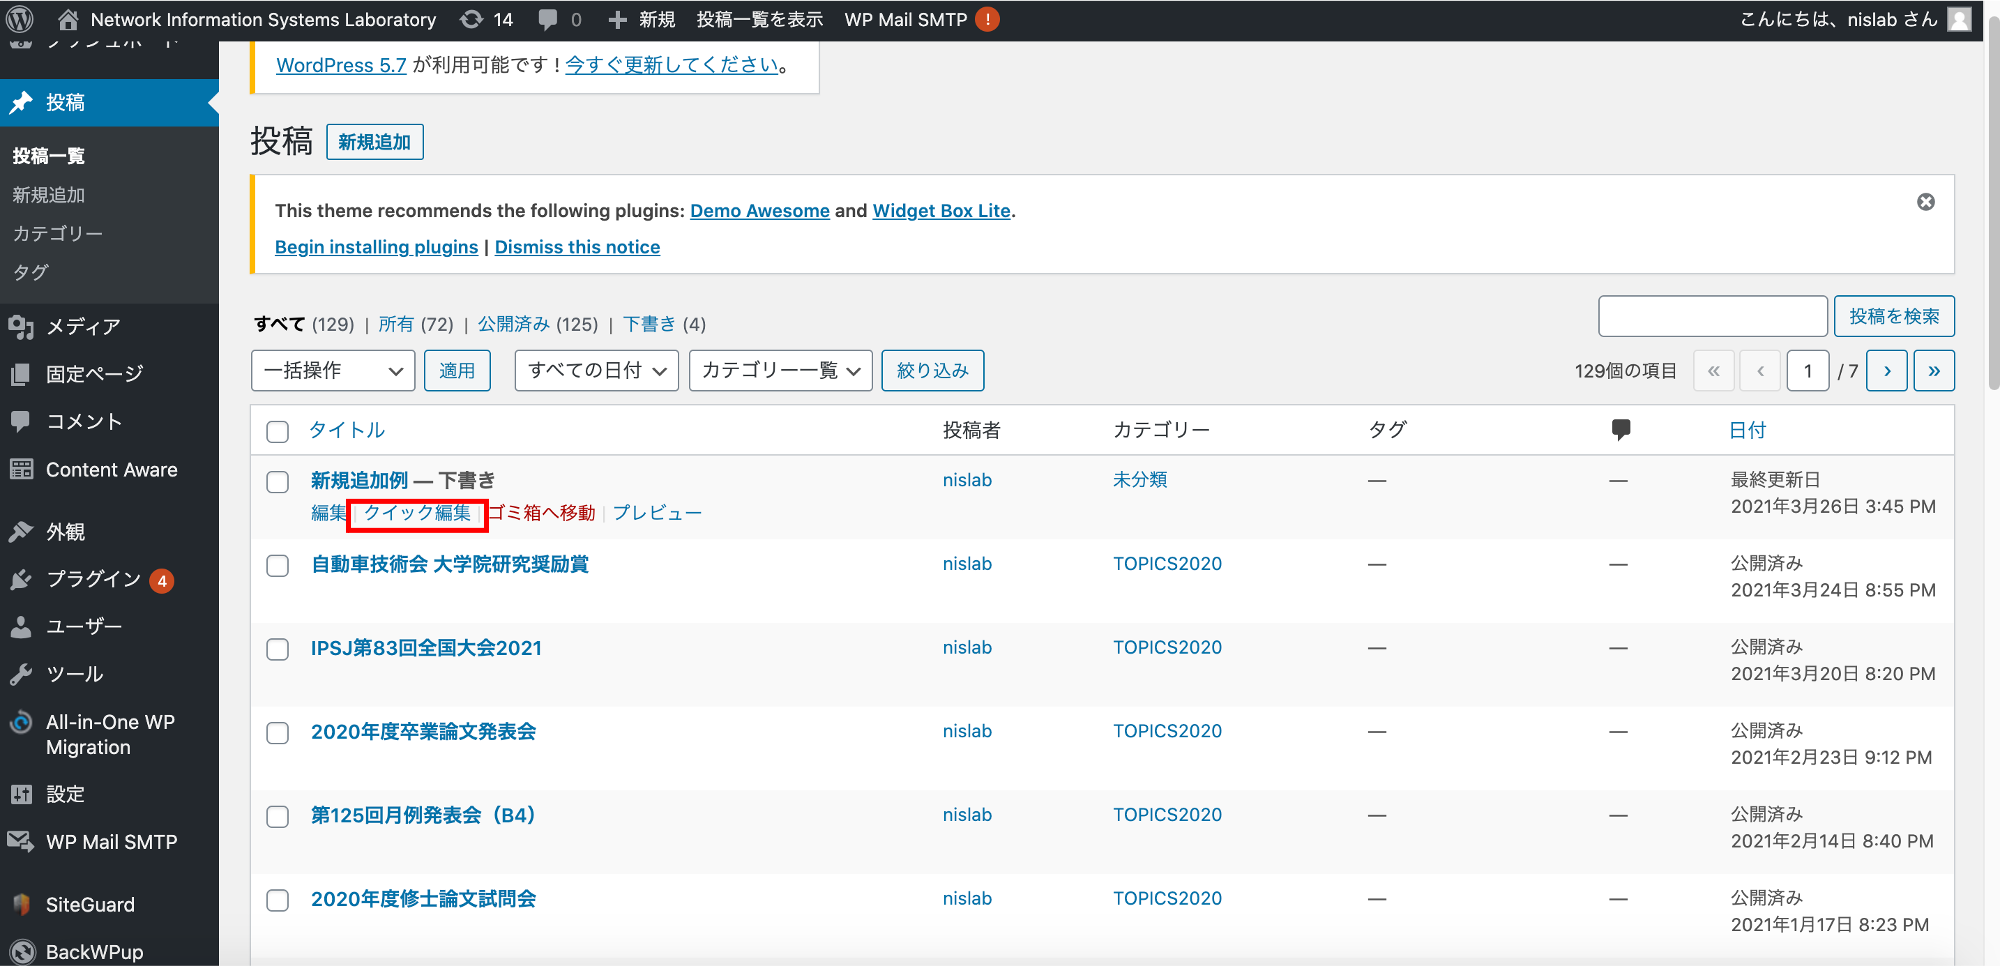 Network Information Systems Laboratory 14 0 新規 投稿一覧を表示 WP Mail SMTP ! こんにちは、nislab さん
ダッシュボード
投稿
投稿一覧
新規追加
カテゴリー
タグ
メディア
固定ページ
コメント
Content Aware
外観
プラグイン 4
ユーザー
ツール
All-in-One WP
Migration
設定
WP Mail SMTP
SiteGuard
BackWPup
WordPress 5.7 が利用可能です ! 今すぐ更新してください。
投稿 新規追加
This theme recommends the following plugins: Demo Awesome and Widget Box Lite.
Begin installing plugins | Dismiss this notice
すべて (129) | 所有 (72) | 公開済み (125) | 下書き (4)
投稿を検索
一括操作 適用 すべての日付 カテゴリー一覧 絞り込み 129個の項目 « ‹ 1 / 7 › »
タイトル 投稿者 カテゴリー タグ 日付
新規追加例 — 下書き nislab 未分類 — — 最終更新日
2021年3月26日 3:45 PM
編集 | クイック編集 | ゴミ箱へ移動 | プレビュー
自動車技術会 大学院研究奨励賞 nislab TOPICS2020 — — 公開済み
2021年3月24日 8:55 PM
IPSJ第83回全国大会2021 nislab TOPICS2020 — — 公開済み
2021年3月20日 8:20 PM
2020年度卒業論文発表会 nislab TOPICS2020 — — 公開済み
2021年2月23日 9:12 PM
第125回月例発表会（B4） nislab TOPICS2020 — — 公開済み
2021年2月14日 8:40 PM
2020年度修士論文試問会 nislab TOPICS2020 — — 公開済み
2021年1月17日 8:23 PM